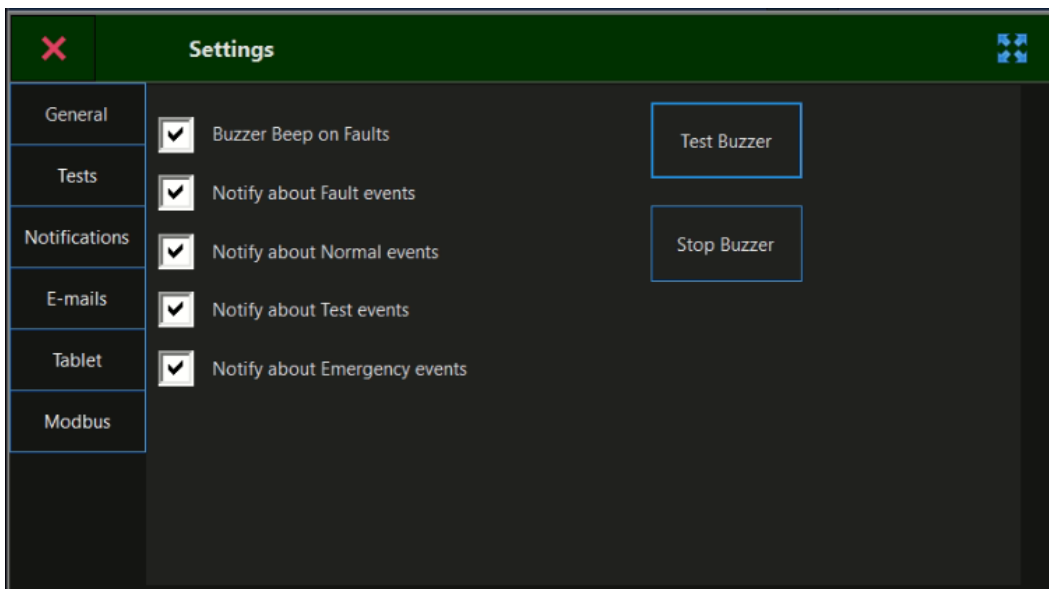 Settings
General
Tests
Notifications
E-mails
Tablet
Modbus
Buzzer Beep on Faults
Notify about Fault events
Notify about Normal events
Notify about Test events
Notify about Emergency events
Test Buzzer
Stop Buzzer